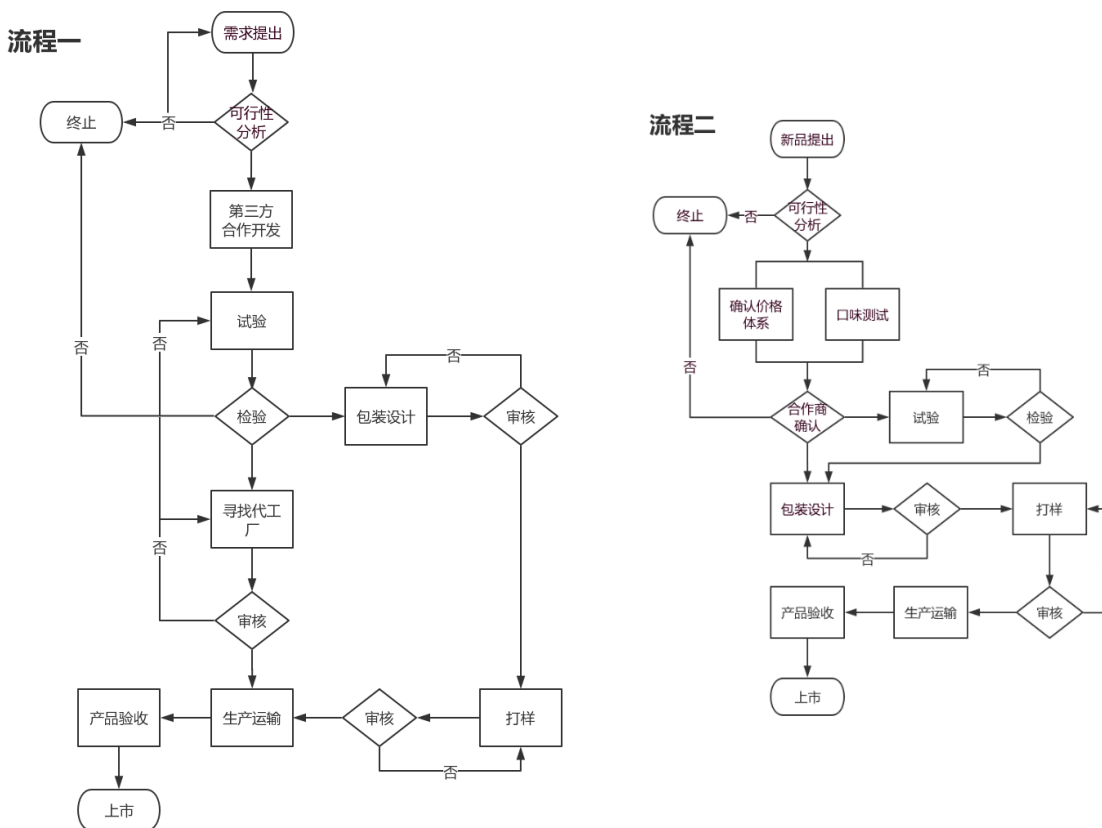 流程一
需求提出
可行性
分析
否
终止
第三方
合作开发
试验
否
否
检验
包装设计
否
审核
寻找代工
厂
否
审核
产品验收
生产运输
审核
打样
否
上市
流程二
新品提出
可行性
分析
否
终止
确认价格
体系
口味测试
否
合作商
确认
试验
否
检验
包装设计
审核
打样
否
产品验收
生产运输
审核
上市